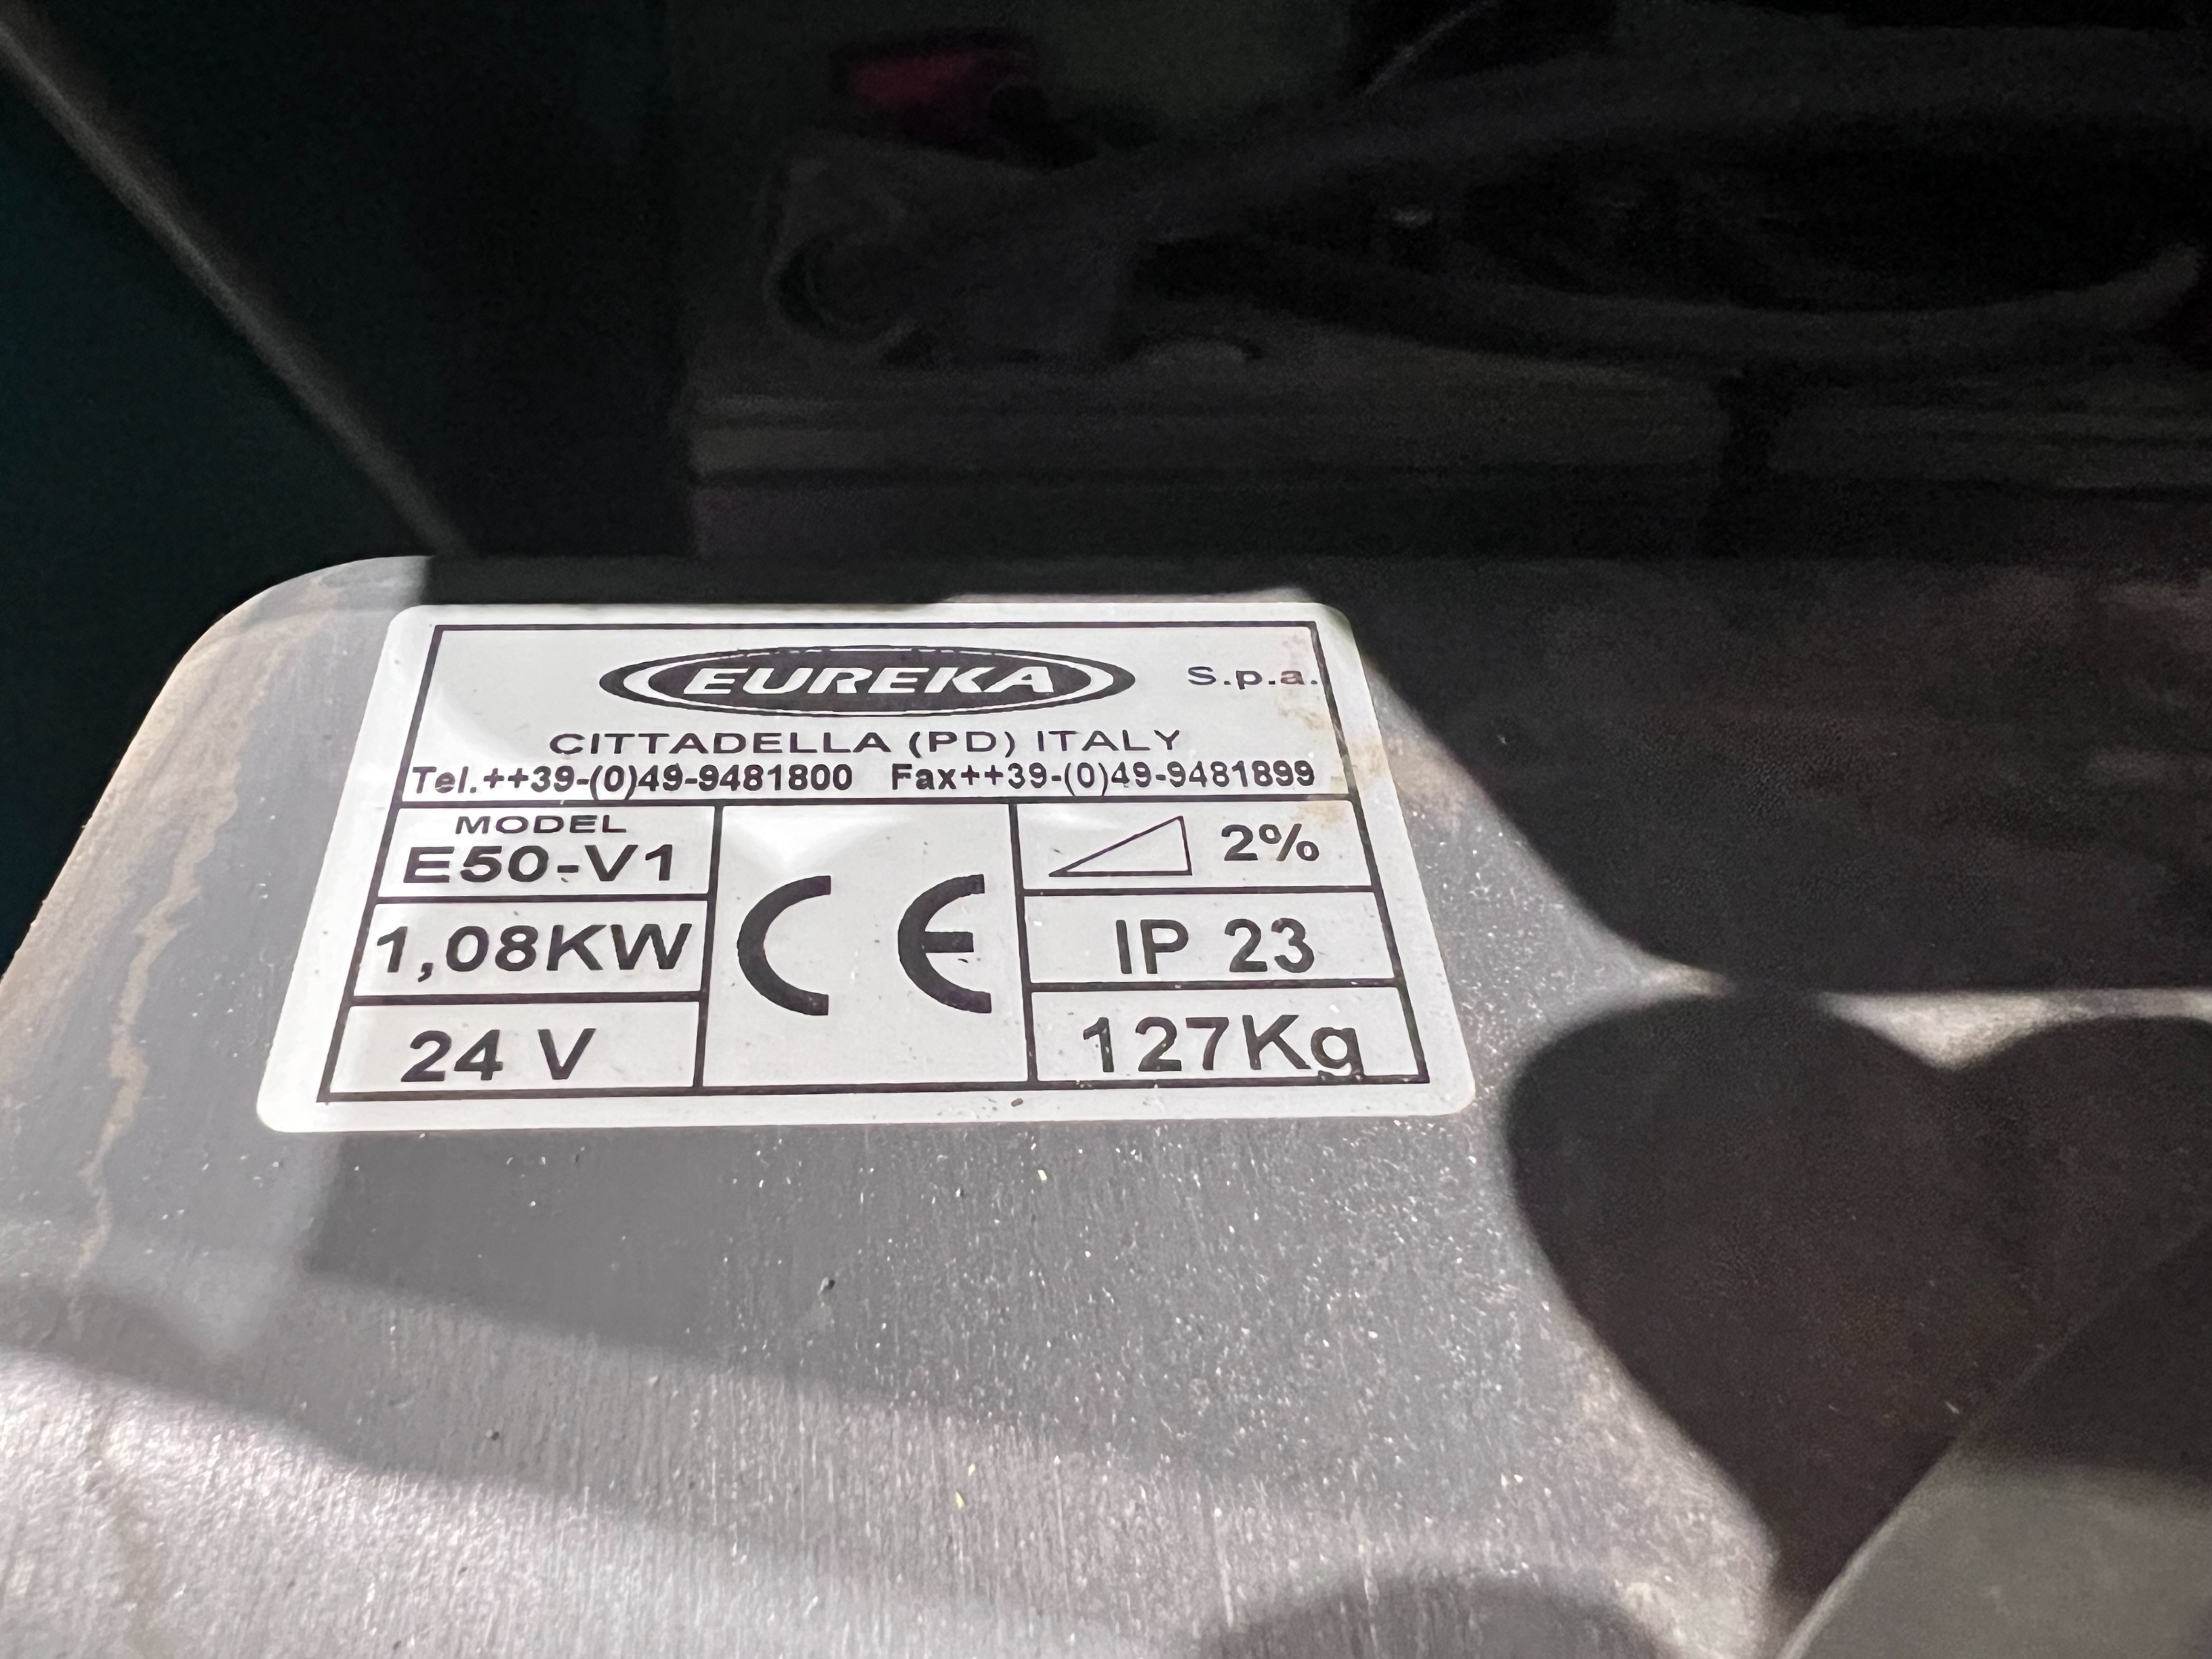 EUREKA S.p.a.
CITTADELLA (PD) ITALY
Tel.++39-(0)49-9481800 Fax++39-(0)49-9481899
MODEL
E50-V1
1,08KW
24 V
CE
2%
IP 23
127Kg